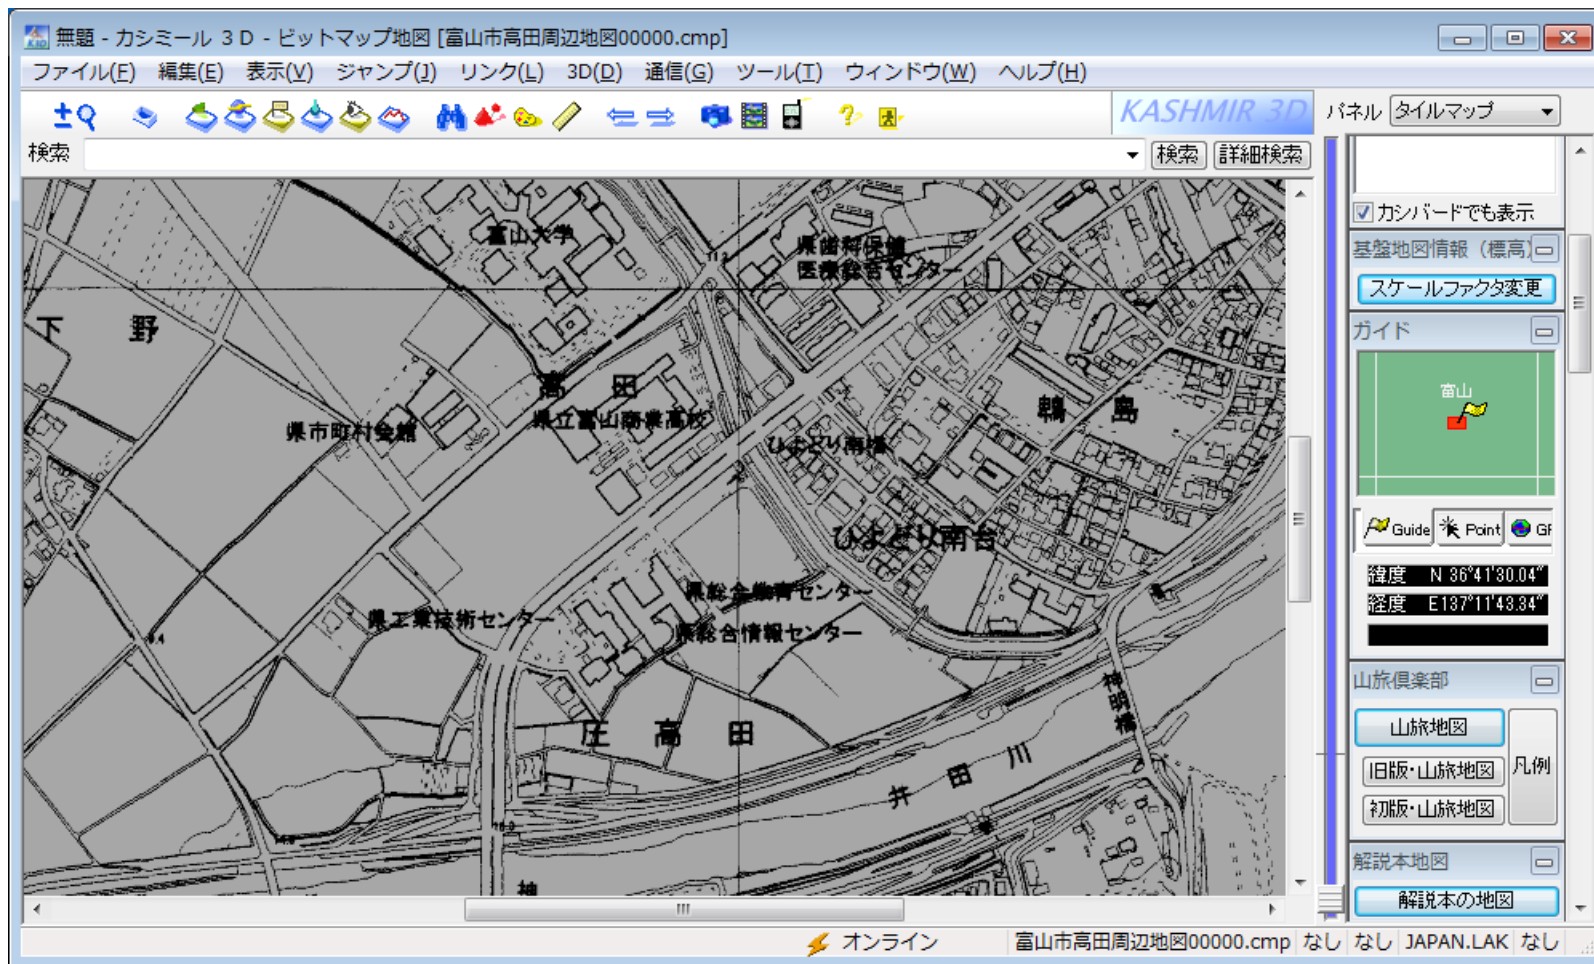 無題 - カシミール ３Ｄ - ビットマップ地図 [富山市高田周辺地図00000.cmp]
ファイル(F) 編集(E) 表示(V) ジャンプ(J) リンク(L) 3D(D) 通信(G) ツール(T) ウィンドウ(W) ヘルプ(H)
KASHMIR 3D
パネル タイルマップ
検索 検索 詳細検索
カシバードでも表示
基盤地図情報（標高）
スケールファクタ変更
ガイド
富山
Guide Point GF
緯度 N 36°41'30.04"
経度 E137°11'43.34"
山旅倶楽部
山旅地図
旧版・山旅地図
初版・山旅地図
凡例
解説本地図
解説本の地図
富山大学
県歯科保健
医療総合センター
下野
高田
県立富山商業高校
県市町村会館
鵯島
ひよどり南橋
ひよどり南台
県総合教育センター
県総合情報センター
県工業技術センター
庄高田
神明橋
井田川
神
オンライン 富山市高田周辺地図00000.cmp なし なし JAPAN.LAK なし